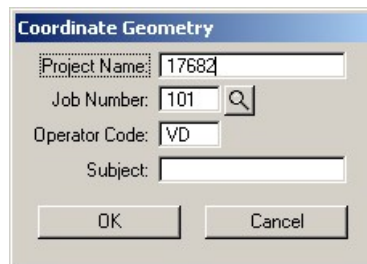 Coordinate Geometry
Project Name: 17682
Job Number: 101
Operator Code: VD
Subject:
OK Cancel